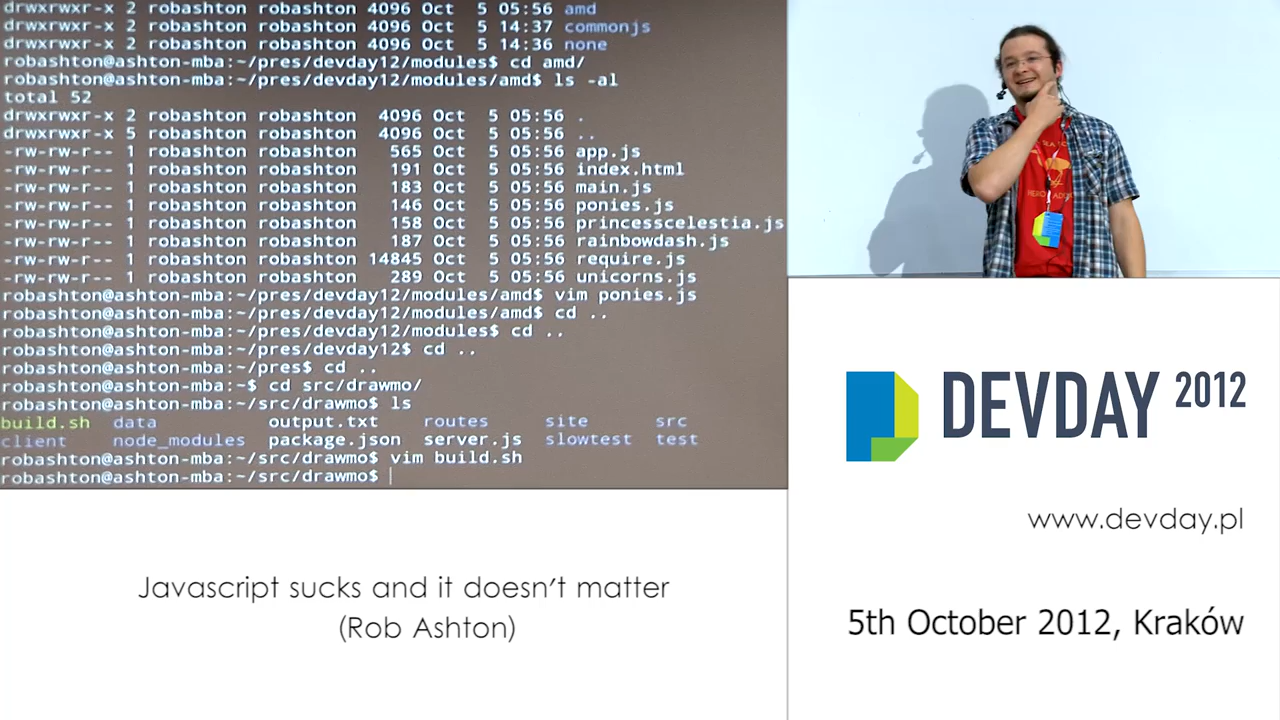 drwxrwxr-x 2 robashton robashton 4096 Oct 5 05:56 amd
drwxrwxr-x 2 robashton robashton 4096 Oct 5 14:37 commonjs
drwxrwxr-x 2 robashton robashton 4096 Oct 5 14:36 none
robashton@ashton-mba:~/pres/devday12/modules$ cd amd/
robashton@ashton-mba:~/pres/devday12/modules/amd$ ls -al
total 52
drwxrwxr-x 2 robashton robashton 4096 Oct 5 05:56 .
drwxrwxr-x 5 robashton robashton 4096 Oct 5 05:56 ..
-rw-rw-r-- 1 robashton robashton 565 Oct 5 05:56 app.js
-rw-rw-r-- 1 robashton robashton 191 Oct 5 05:56 index.html
-rw-rw-r-- 1 robashton robashton 183 Oct 5 05:56 main.js
-rw-rw-r-- 1 robashton robashton 146 Oct 5 05:56 ponies.js
-rw-rw-r-- 1 robashton robashton 158 Oct 5 05:56 princesscelestia.js
-rw-rw-r-- 1 robashton robashton 187 Oct 5 05:56 rainbowdash.js
-rw-rw-r-- 1 robashton robashton 14845 Oct 5 05:56 require.js
-rw-rw-r-- 1 robashton robashton 289 Oct 5 05:56 unicorns.js
robashton@ashton-mba:~/pres/devday12/modules/amd$ vim ponies.js
robashton@ashton-mba:~/pres/devday12/modules/amd$ cd ..
robashton@ashton-mba:~/pres/devday12/modules$ cd ..
robashton@ashton-mba:~/pres/devday12$ cd ..
robashton@ashton-mba:~/pres$ cd ..
robashton@ashton-mba:~$ cd src/drawmo/
robashton@ashton-mba:~/src/drawmo$ ls
build.sh data output.txt routes site src
client node_modules package.json server.js slowtest test
robashton@ashton-mba:~/src/drawmo$ vim build.sh
robashton@ashton-mba:~/src/drawmo$
Javascript sucks and it doesn't matter
(Rob Ashton)
DEVDAY 2012
www.devday.pl
5th October 2012, Kraków